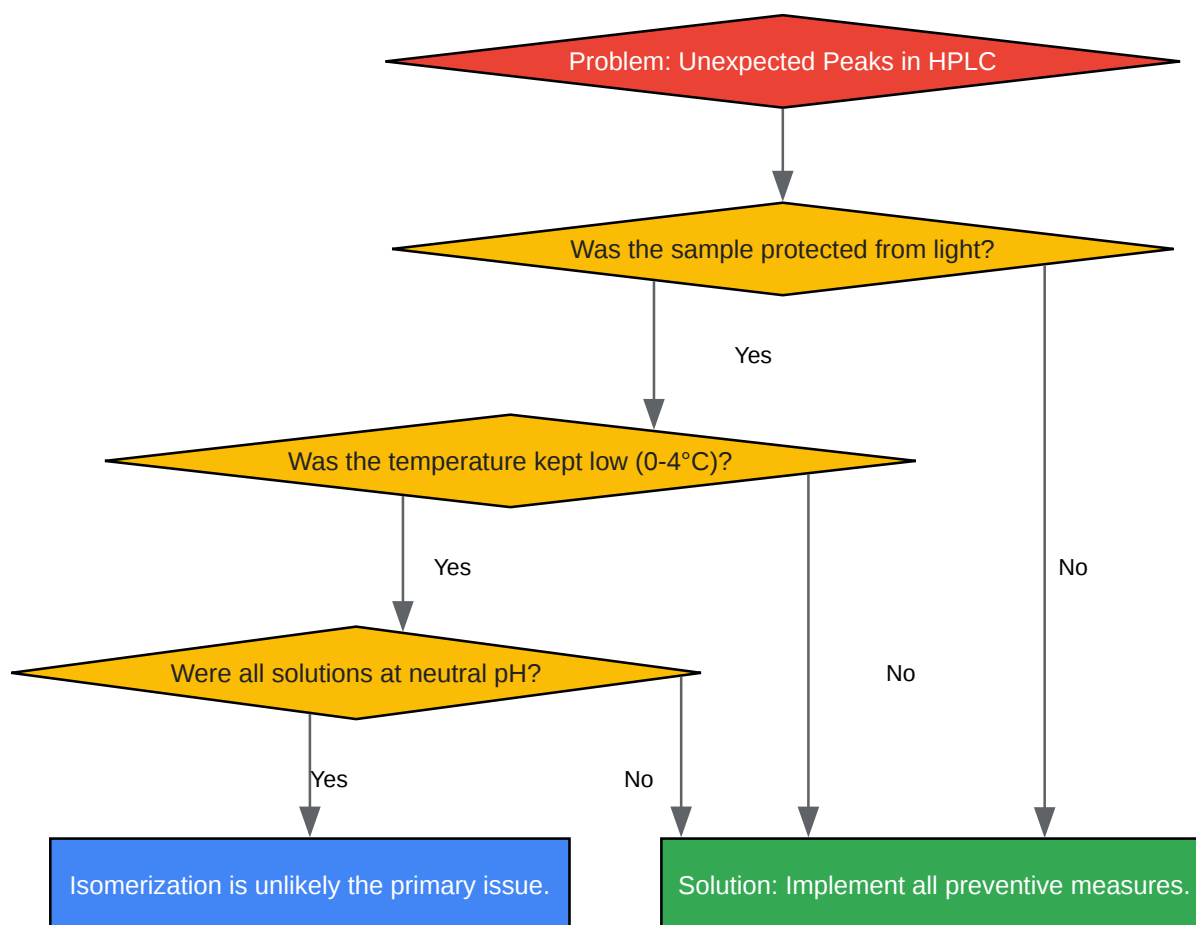 Problem: Unexpected Peaks in HPLC
Was the sample protected from light?
Yes
Was the temperature kept low (0-4°C)?
Yes
No
Were all solutions at neutral pH?
No
Yes
No
Isomerization is unlikely the primary issue.
Solution: Implement all preventive measures.